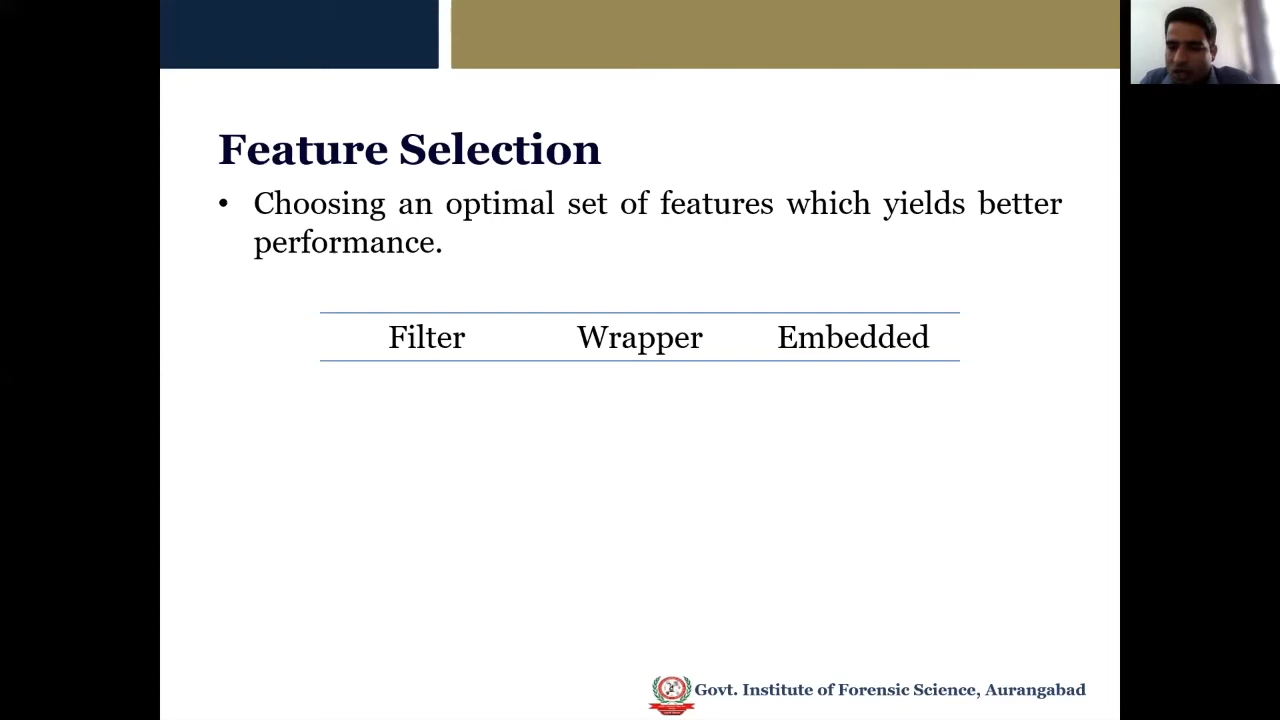 Feature Selection
• Choosing an optimal set of features which yields better
performance.
Filter Wrapper Embedded
Govt. Institute of Forensic Science, Aurangabad